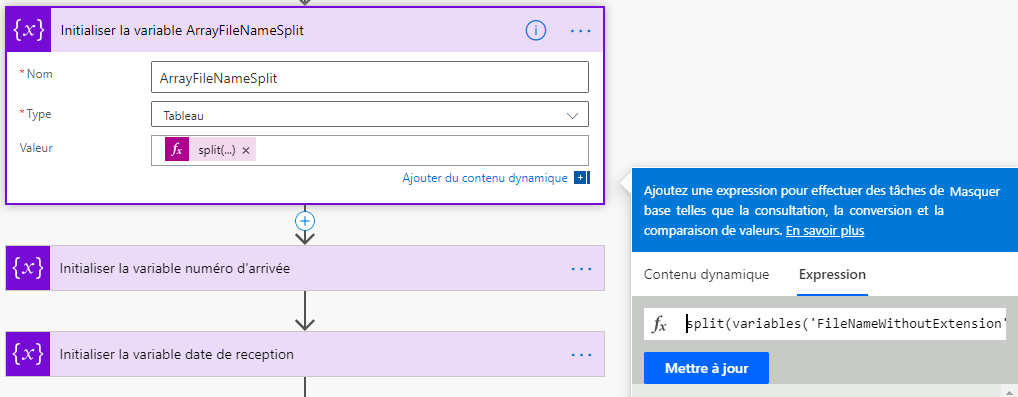 {x} Initialiser la variable ArrayFileNameSplit i ...
* Nom ArrayFileNameSplit
* Type Tableau
Valeur fx split(...) ×
Ajouter du contenu dynamique
{x} Initialiser la variable numéro d'arrivée ...
{x} Initialiser la variable date de reception ...
Ajoutez une expression pour effectuer des tâches de Masquer
base telles que la consultation, la conversion et la
comparaison de valeurs. En savoir plus
Contenu dynamique Expression
fx split(variables('FileNameWithoutExtension'
Mettre à jour